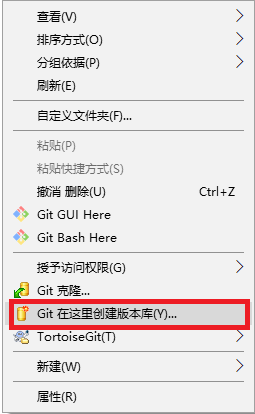 查看(V)
排序方式(O)
分组依据(P)
刷新(E)
自定义文件夹(F)...
粘贴(P)
粘贴快捷方式(S)
撤消 删除(U) Ctrl+Z
Git GUI Here
Git Bash Here
授予访问权限(G)
Git 克隆...
Git 在这里创建版本库(Y)...
TortoiseGit(T)
新建(W)
属性(R)